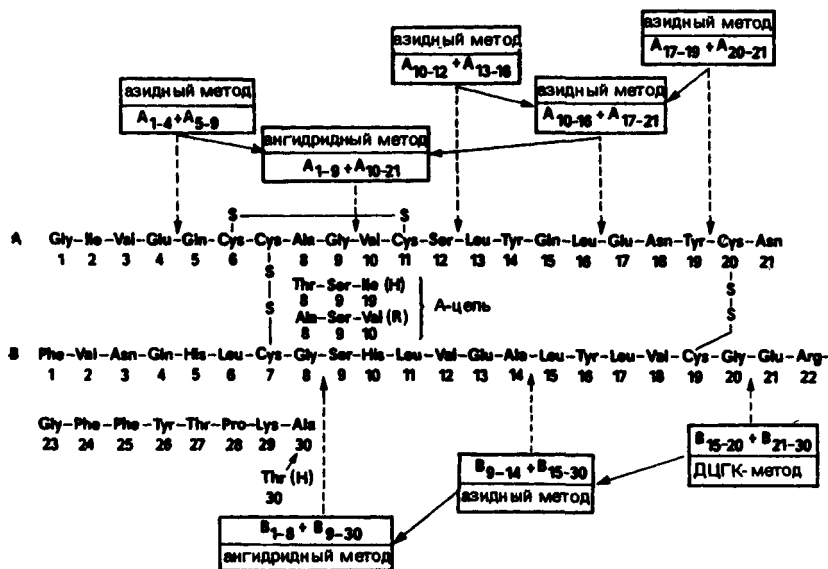 азидный метод
A17–19 + A20–21
азидный метод
A10–12 + A13–16
азидный метод
A1–4 + A5–9
азидный метод
A10–16 + A17–21
ангидридный метод
A1–9 + A10–21
S S
A Gly–Ile–Val–Glu–Gln–Cys–Cys–Ala–Gly–Val–Cys–Ser–Leu–Tyr–Gln–Leu–Glu–Asn–Tyr–Cys–Asn
1 2 3 4 5 6 7 8 9 10 11 12 13 14 15 16 17 18 19 20 21
S S
Thr–Ser–Ile (H)
8 9 19
А-цепь
S S
Ala–Ser–Val (R)
8 9 10
B Phe–Val–Asn–Gln–His–Leu–Cys–Gly–Ser–His–Leu–Val–Glu–Ala–Leu–Tyr–Leu–Val–Cys–Gly–Glu–Arg–
1 2 3 4 5 6 7 8 9 10 11 12 13 14 15 16 17 18 19 20 21 22
Gly–Phe–Phe–Tyr–Thr–Pro–Lys–Ala
23 24 25 26 27 28 29 30
Thr (H)
30
B15–20 + B21–30
ДЦГК-метод
B9–14 + B15–30
азидный метод
B1–8 + B9–30
ангидридный метод